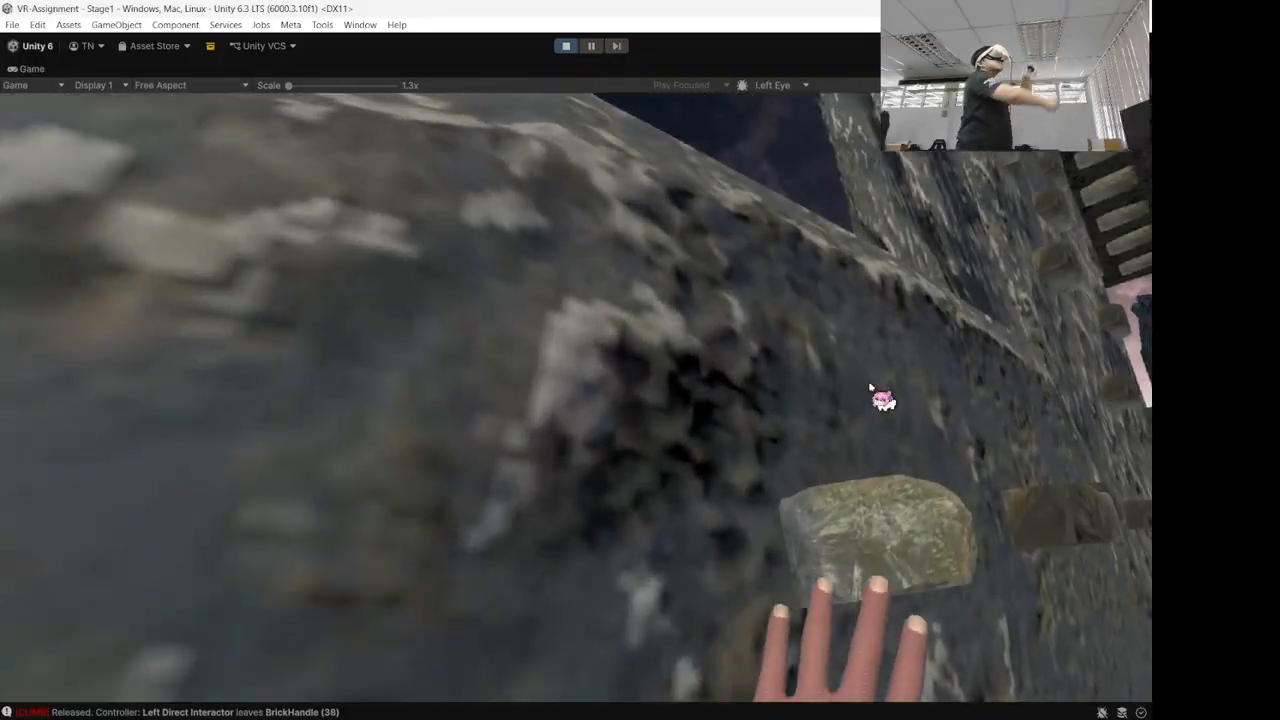 VR-Assignment - Stage1 - Windows, Mac, Linux - Unity 6.3 LTS (6000.3.10f1) <DX11>
File Edit Assets GameObject Component Services Jobs Meta Tools Window Help
Unity 6 TN Asset Store Unity VCS
Game
Game Display 1 Free Aspect Scale 1.3x Play Focused Left Eye
[CLIMB] Released. Controller: Left Direct Interactor leaves BrickHandle (38)